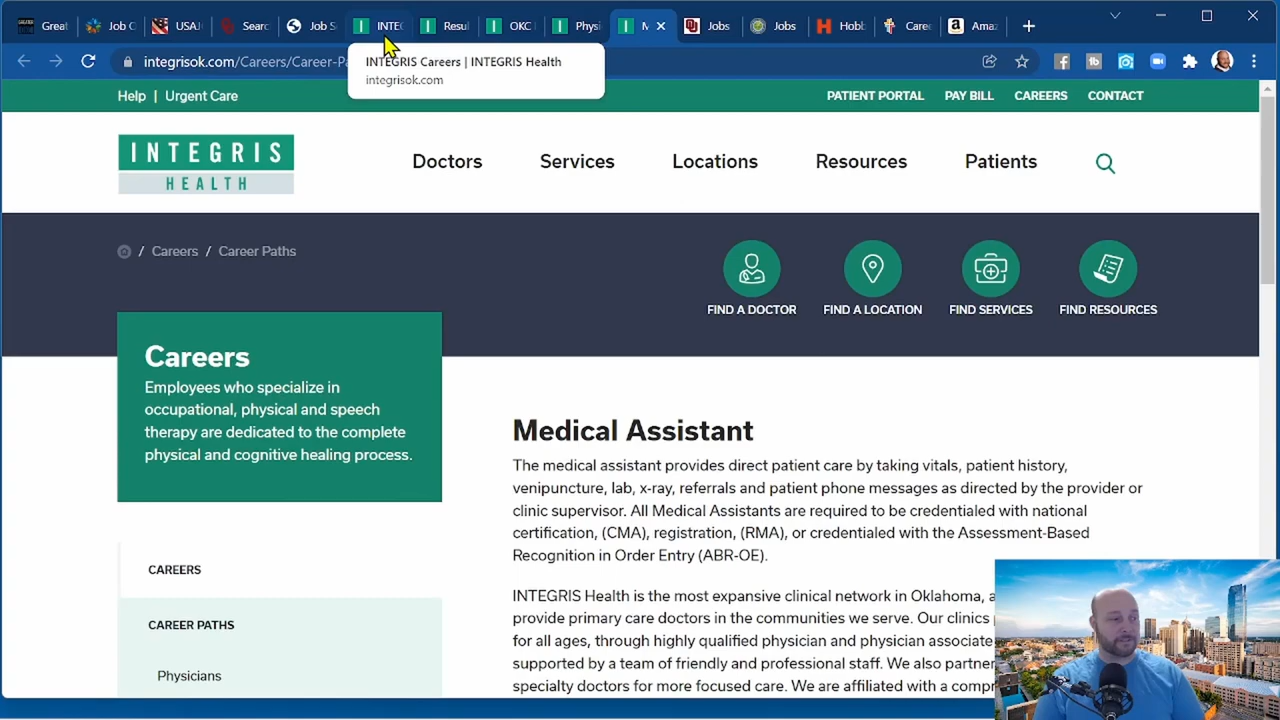 Great
Job C
USAJ
Searc
Job S
INTEG
Resul
OKC
Physi
M
Jobs
Jobs
Hobb
Care
Amaz
integrisok.com/Careers/Career-Pa
INTEGRIS Careers | INTEGRIS Health
integrisok.com
Help | Urgent Care
PATIENT PORTAL PAY BILL CAREERS CONTACT
INTEGRIS
HEALTH
Doctors Services Locations Resources Patients
/ Careers / Career Paths
FIND A DOCTOR FIND A LOCATION FIND SERVICES FIND RESOURCES
Careers
Employees who specialize in
occupational, physical and speech
therapy are dedicated to the complete
physical and cognitive healing process.
CAREERS
CAREER PATHS
Physicians
Medical Assistant
The medical assistant provides direct patient care by taking vitals, patient history,
venipuncture, lab, x-ray, referrals and patient phone messages as directed by the provider or
clinic supervisor. All Medical Assistants are required to be credentialed with national
certification, (CMA), registration, (RMA), or credentialed with the Assessment-Based
Recognition in Order Entry (ABR-OE).
INTEGRIS Health is the most expansive clinical network in Oklahoma, a
provide primary care doctors in the communities we serve. Our clinics p
for all ages, through highly qualified physician and physician associate
supported by a team of friendly and professional staff. We also partner
specialty doctors for more focused care. We are affiliated with a compr